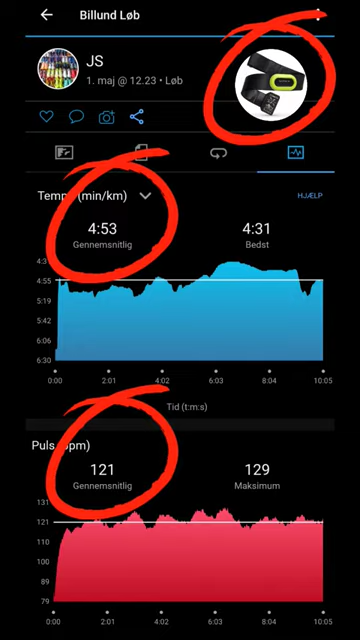 Billund Løb
JS
1. maj @ 12.23 • Løb
Temp (min/km)
HJÆLP
4:53
4:31
Gennemsnitlig
Bedst
4:3
4:55
5:19
5:42
6:06
6:30
0:00 2:01 4:02 6:03 8:04 10:05
Tid (t:m:s)
Puls (bpm)
121
129
Gennemsnitlig
Maksimum
131
121
110
100
89
79
0:00 2:01 4:02 6:03 8:04 10:05